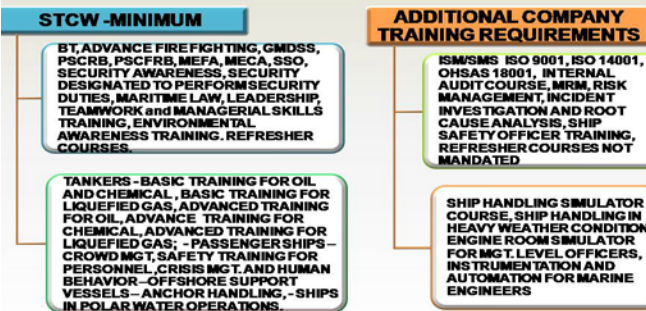 STCW -MINIMUM
BT, ADVANCE FIRE FIGHTING, GMDSS,
PSCRB, PSCFRB, MEFA, MECA, SSO,
SECURITY AWARENESS, SECURITY
DESIGNATED TO PERFORM SECURITY
DUTIES, MARITIME LAW, LEADERSHIP,
TEAMWORK and MANAGERIAL SKILLS
TRAINING, ENVIRONMENTAL
AWARENESS TRAINING. REFRESHER
COURSES.
TANKERS - BASIC TRAINING FOR OIL
AND CHEMICAL , BASIC TRAINING FOR
LIQUEFIED GAS, ADVANCED TRAINING
FOR OIL, ADVANCE TRAINING FOR
CHEMICAL, ADVANCED TRAINING FOR
LIQUEFIED GAS; - PASSENGER SHIPS –
CROWD MGT, SAFETY TRAINING FOR
PERSONNEL ,CRISIS MGT. AND HUMAN
BEHAVIOR – OFFSHORE SUPPORT
VESSELS – ANCHOR HANDLING, - SHIPS
IN POLAR WATER OPERATIONS.
ADDITIONAL COMPANY
TRAINING REQUIREMENTS
ISM/SMS ISO 9001, ISO 14001,
OHSAS 18001, INTERNAL
AUDIT COURSE, MRM, RISK
MANAGEMENT, INCIDENT
INVESTIGATION AND ROOT
CAUSE ANALYSIS, SHIP
SAFETY OFFICER TRAINING,
REFRESHER COURSES NOT
MANDATED
SHIP HANDLING SIMULATOR
COURSE, SHIP HANDLING IN
HEAVY WEATHER CONDITION
ENGINE ROOM SIMULATOR
FOR MGT. LEVEL OFFICERS,
INSTRUMENTATION AND
AUTOMATION FOR MARINE
ENGINEERS